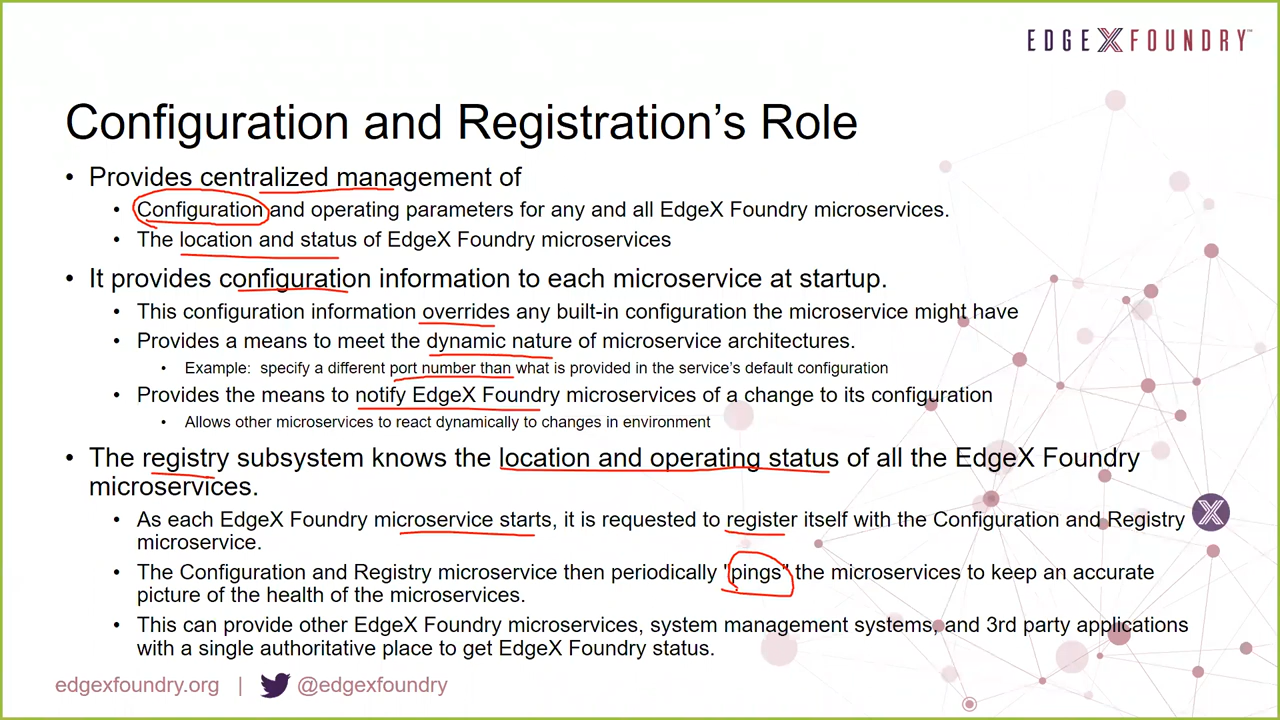 EDGE X FOUNDRY™
Configuration and Registration's Role
• Provides centralized management of
• Configuration and operating parameters for any and all EdgeX Foundry microservices.
• The location and status of EdgeX Foundry microservices
• It provides configuration information to each microservice at startup.
• This configuration information overrides any built-in configuration the microservice might have
• Provides a means to meet the dynamic nature of microservice architectures.
• Example: specify a different port number than what is provided in the service's default configuration
• Provides the means to notify EdgeX Foundry microservices of a change to its configuration
• Allows other microservices to react dynamically to changes in environment
• The registry subsystem knows the location and operating status of all the EdgeX Foundry
microservices.
• As each EdgeX Foundry microservice starts, it is requested to register itself with the Configuration and Registry
microservice.
• The Configuration and Registry microservice then periodically "pings" the microservices to keep an accurate
picture of the health of the microservices.
• This can provide other EdgeX Foundry microservices, system management systems, and 3rd party applications
with a single authoritative place to get EdgeX Foundry status.
edgexfoundry.org | @edgexfoundry